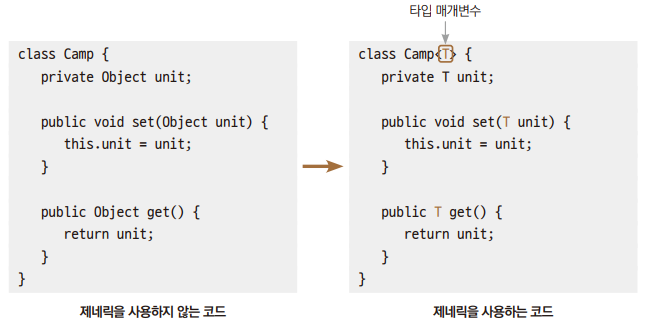 타입 매개변수
class Camp {
private Object unit;
public void set(Object unit) {
this.unit = unit;
}
public Object get() {
return unit;
}
}
제네릭을 사용하지 않는 코드
class Camp<T> {
private T unit;
public void set(T unit) {
this.unit = unit;
}
public T get() {
return unit;
}
}
제네릭을 사용하는 코드